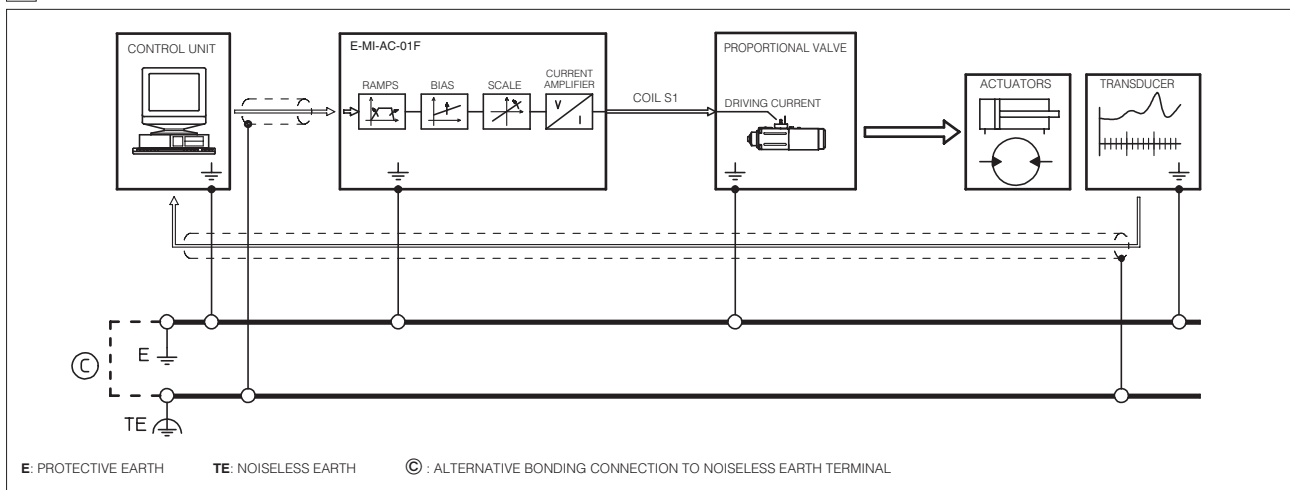 CONTROL UNIT
E-MI-AC-01F
RAMPS
BIAS
SCALE
CURRENT
AMPLIFIER
V
I
COIL S1
PROPORTIONAL VALVE
DRIVING CURRENT
ACTUATORS
TRANSDUCER
C
E
TE
E: PROTECTIVE EARTH
TE: NOISELESS EARTH
© : ALTERNATIVE BONDING CONNECTION TO NOISELESS EARTH TERMINAL